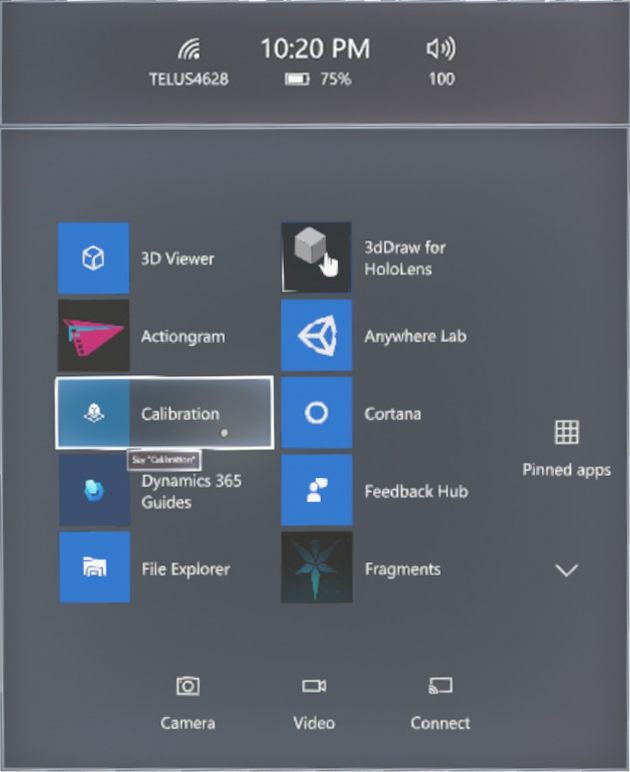 10:20 PM
TELUS4628
75%
100
3D Viewer
3dDraw for
HoloLens
Actiongram
Anywhere Lab
Calibration
Cortana
Say "Calibration"
Dynamics 365
Guides
Feedback Hub
Pinned apps
File Explorer
Fragments
Camera
Video
Connect